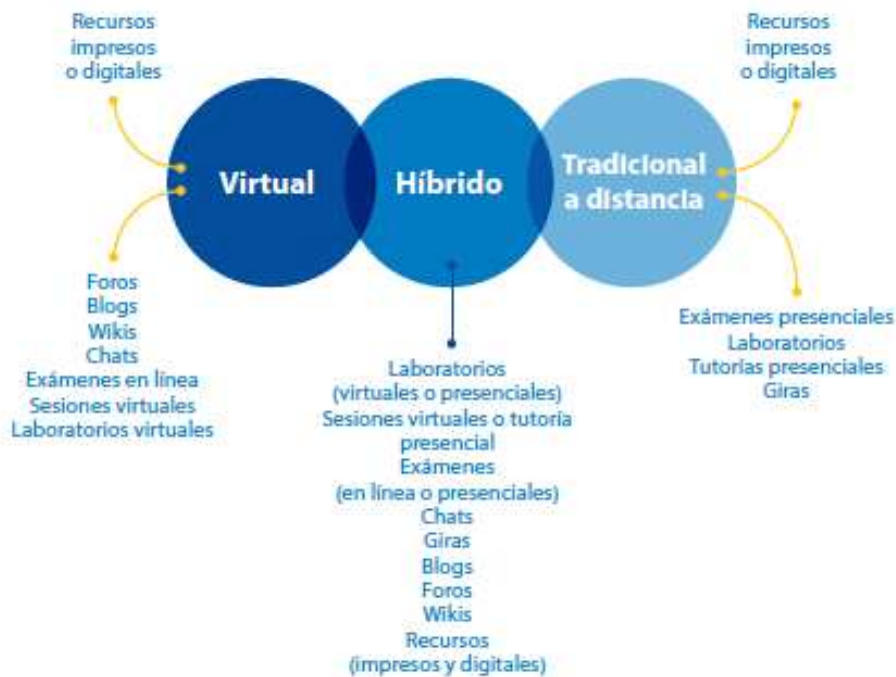 Recursos
impresos
o digitales
Recursos
impresos
o digitales
Virtual
Híbrido
Tradicional
a distancia
Foros
Blogs
Wikis
Chats
Exámenes en línea
Sesiones virtuales
Laboratorios virtuales
Laboratorios
(virtuales o presenciales)
Sesiones virtuales o tutoría
presencial
Exámenes
(en línea o presenciales)
Chats
Giras
Blogs
Foros
Wikis
Recursos
(impresos y digitales)
Exámenes presenciales
Laboratorios
Tutorías presenciales
Giras